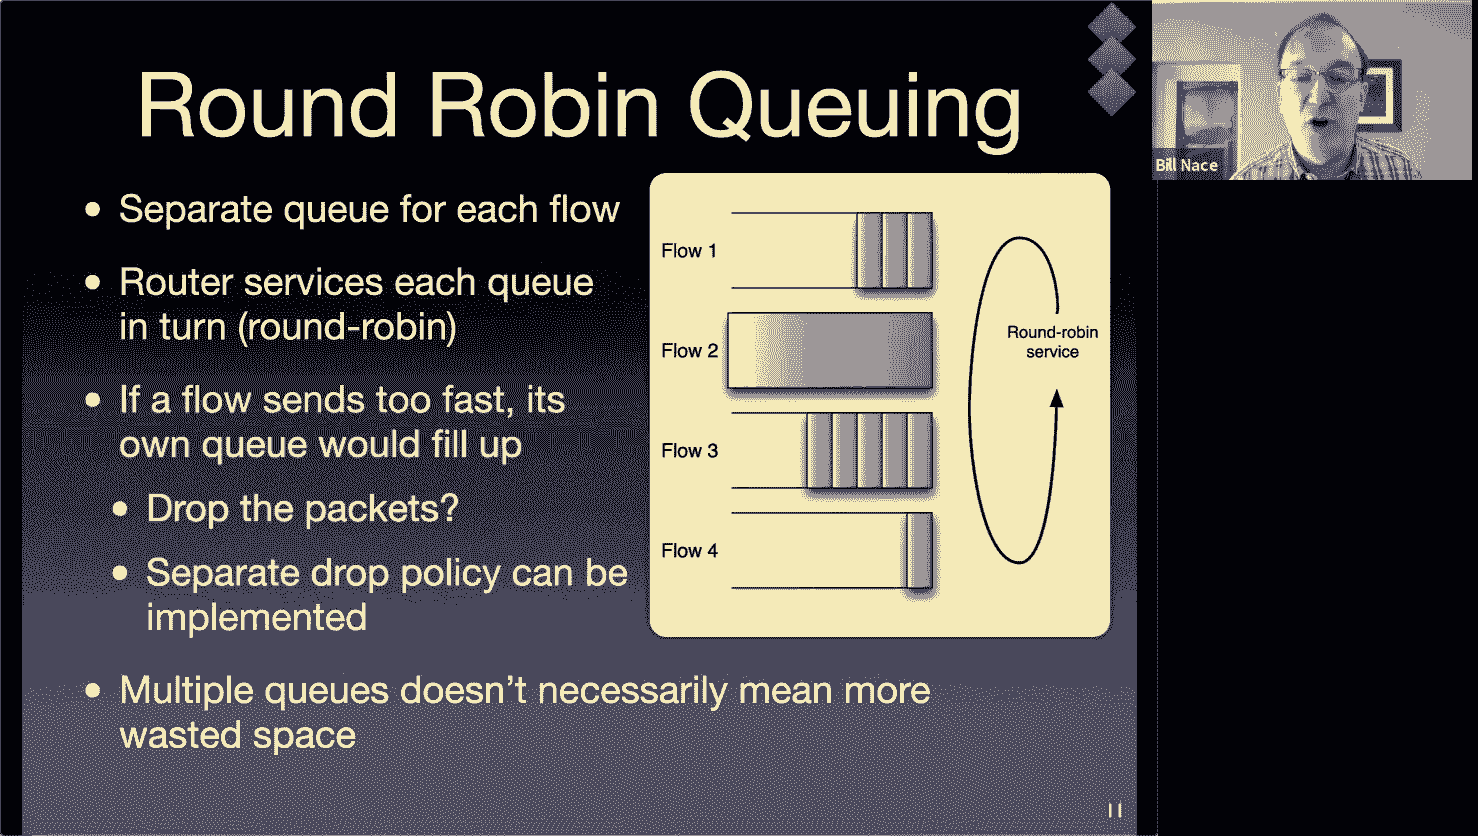 Round Robin Queuing
Bill Nace
• Separate queue for each flow
• Router services each queue
in turn (round-robin)
• If a flow sends too fast, its
own queue would fill up
• Drop the packets?
• Separate drop policy can be
implemented
• Multiple queues doesn't necessarily mean more
wasted space
Flow 1
Flow 2
Flow 3
Flow 4
Round-robin
service
11